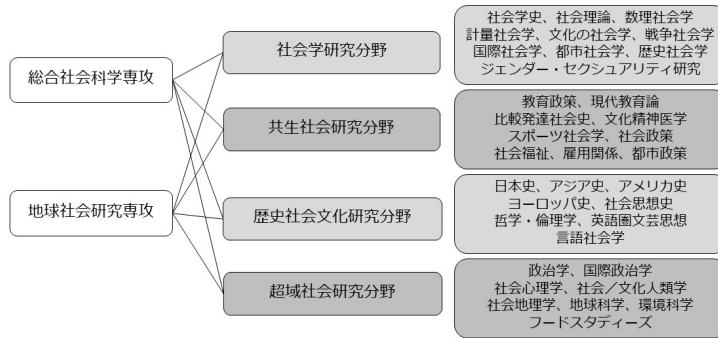 総合社会科学専攻
地球社会研究専攻
社会学研究分野
社会学史、社会理論、数理社会学
計量社会学、文化の社会学、戦争社会学
国際社会学、都市社会学、歴史社会学
ジェンダー・セクシュアリティ研究
共生社会研究分野
教育政策、現代教育論
比較発達社会史、文化精神医学
スポーツ社会学、社会政策
社会福祉、雇用関係、都市政策
歴史社会文化研究分野
日本史、アジア史、アメリカ史
ヨーロッパ史、社会思想史
哲学・倫理学、英語圏文芸思想
言語社会学
超域社会研究分野
政治学、国際政治学
社会心理学、社会／文化人類学
社会地理学、地球科学、環境科学
フードスタディーズ